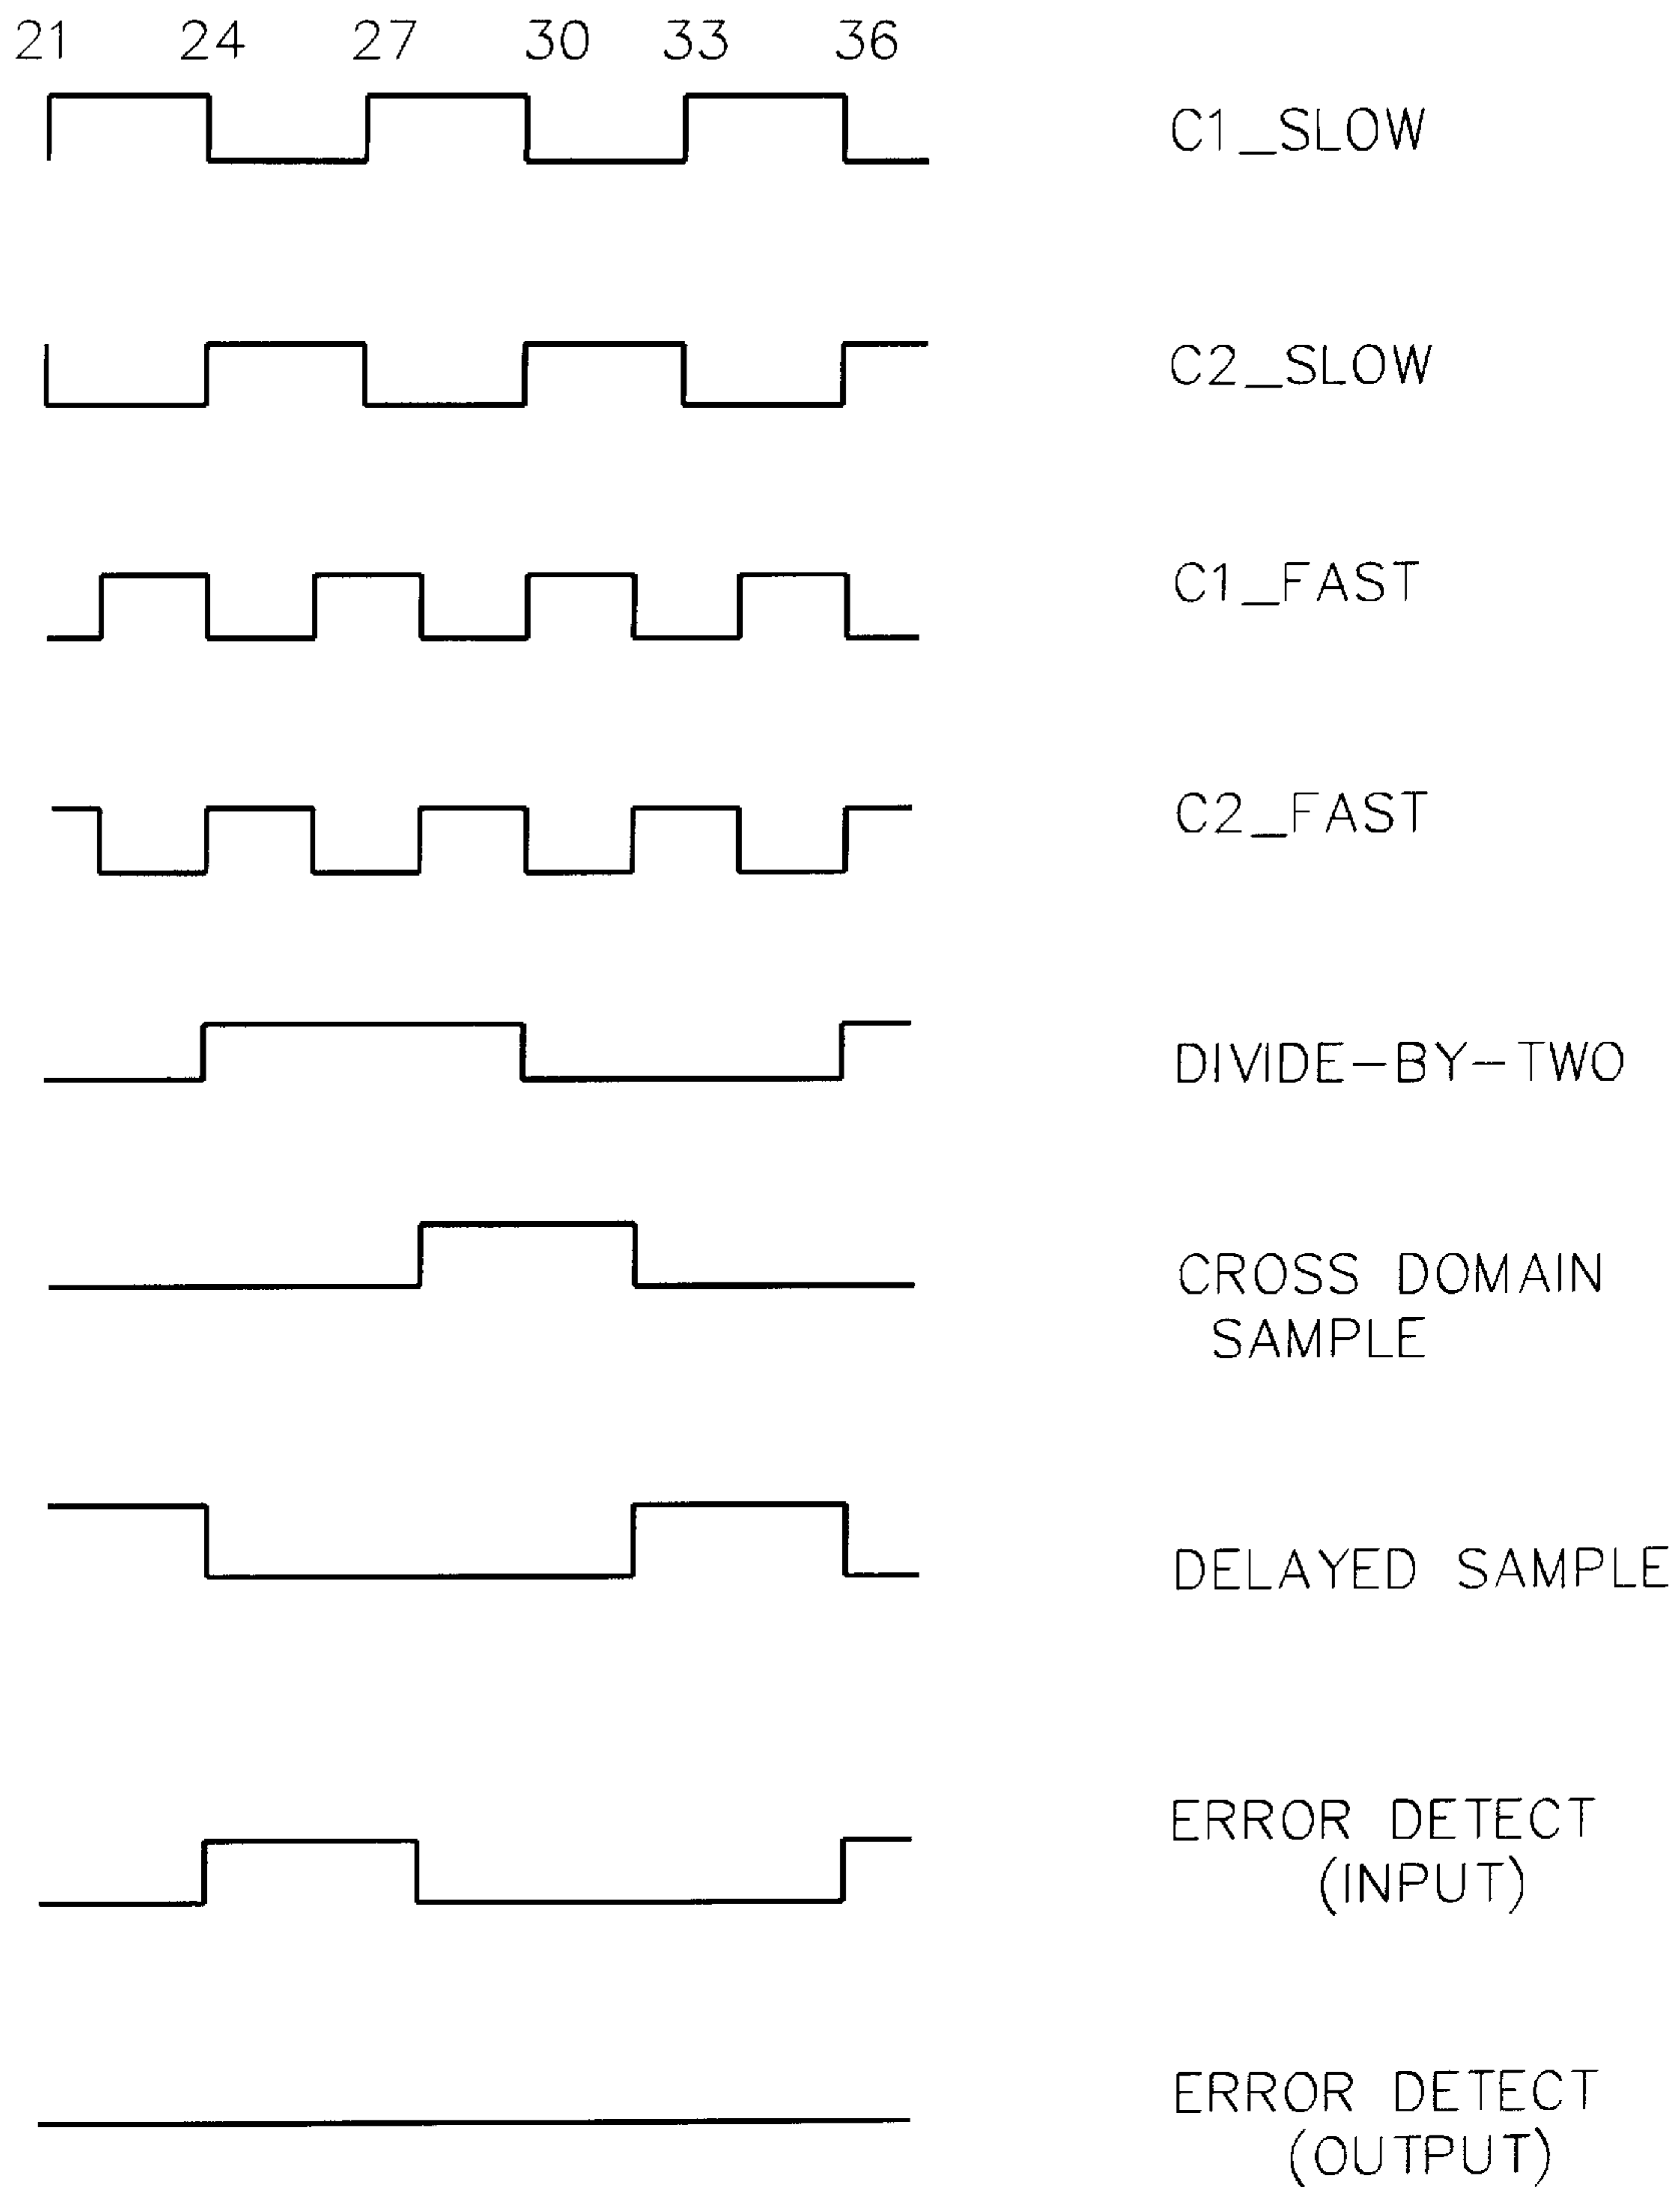 21 24 27 30 33 36
C1_SLOW
C2_SLOW
C1_FAST
C2_FAST
DIVIDE-BY-TWO
CROSS DOMAIN
SAMPLE
DELAYED SAMPLE
ERROR DETECT
(INPUT)
ERROR DETECT
(OUTPUT)